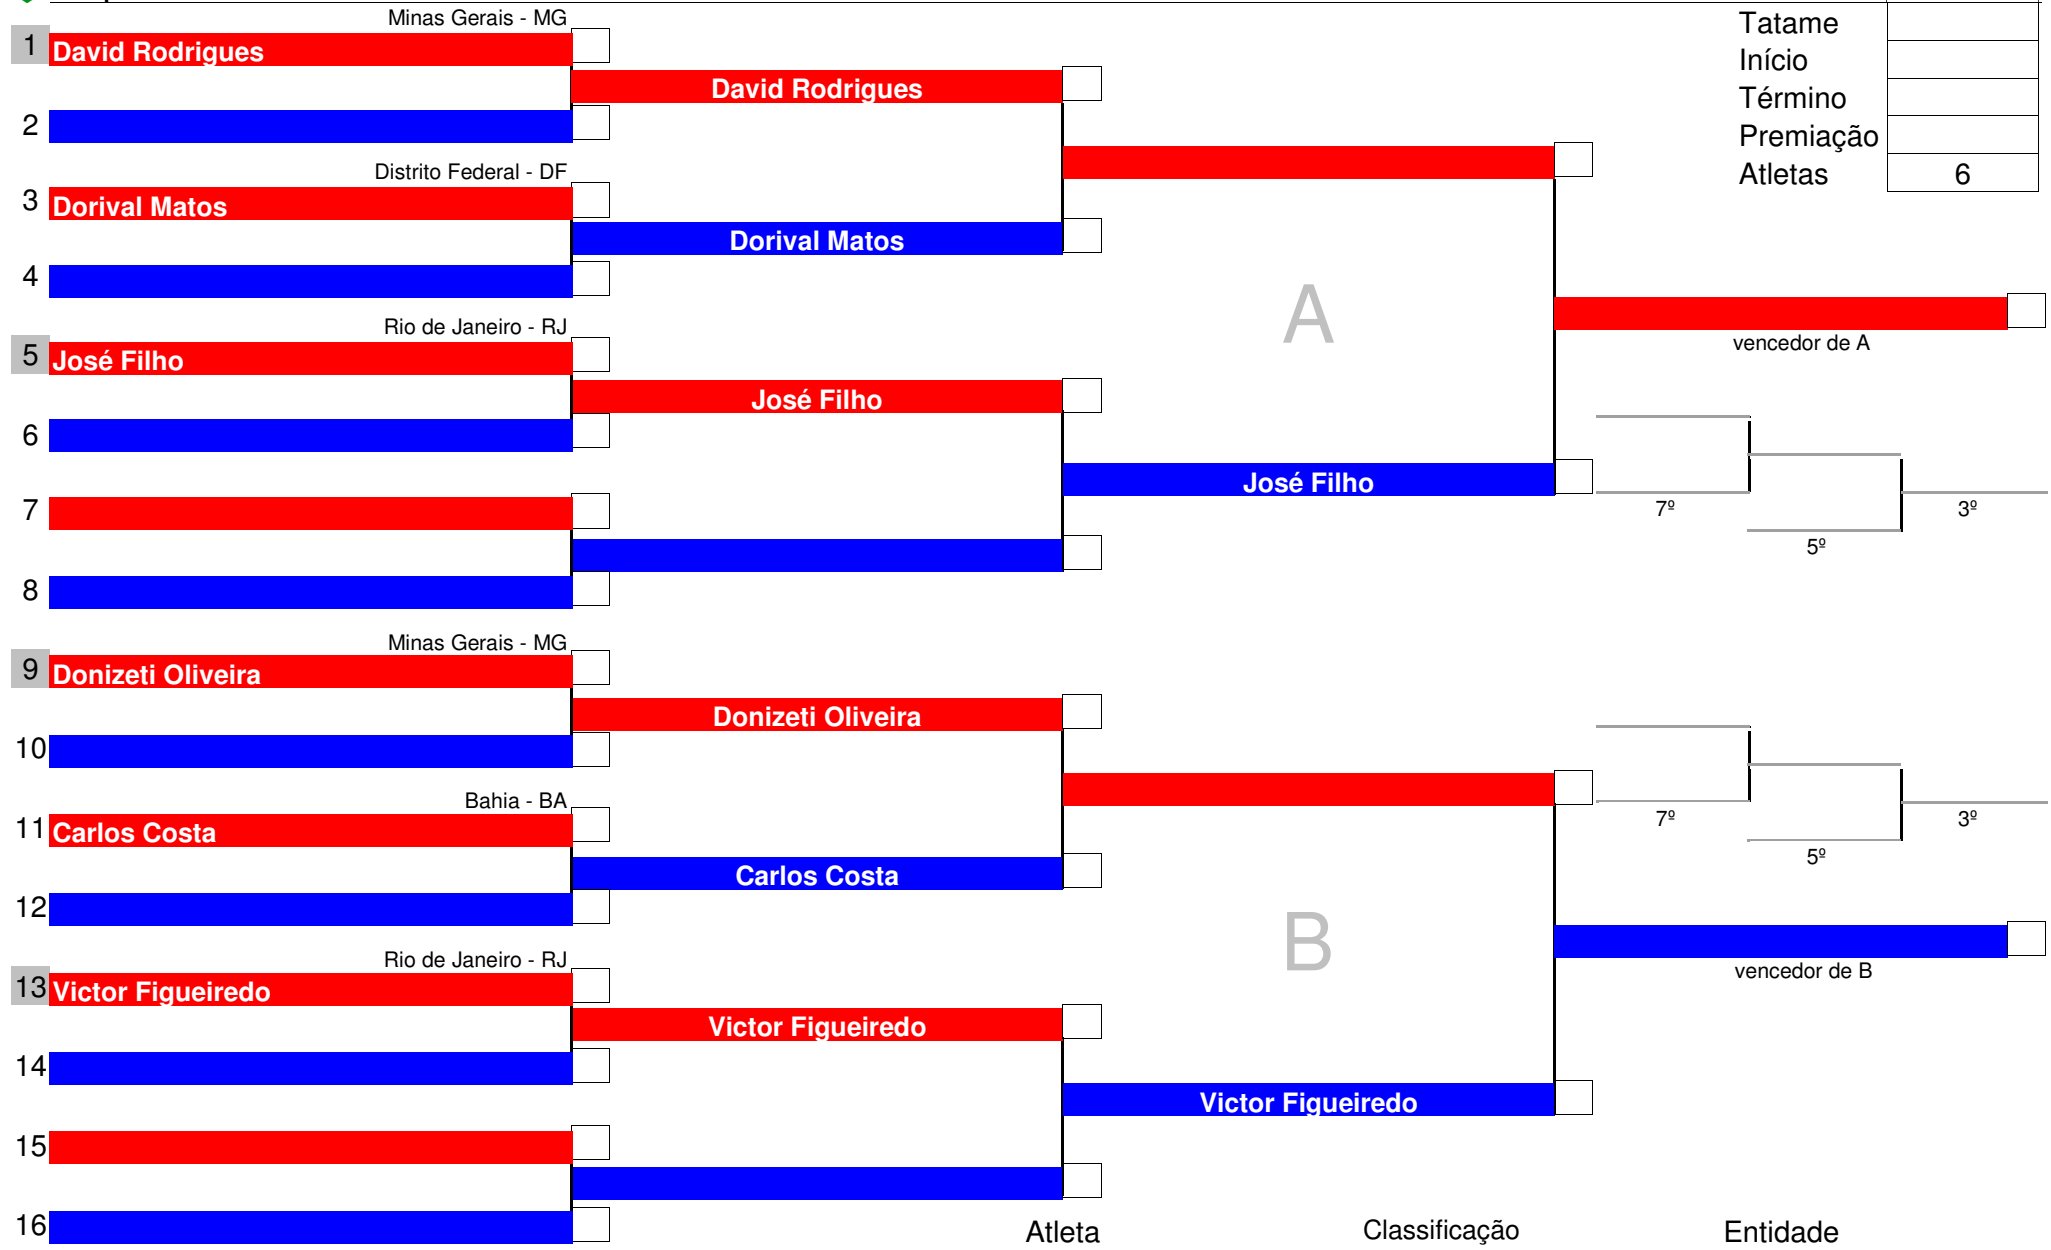 Minas Gerais - MG
1 David Rodrigues
David Rodrigues
2
Distrito Federal - DF
3 Dorival Matos
Dorival Matos
4
Rio de Janeiro - RJ
5 José Filho
José Filho
6
José Filho
7
8
Minas Gerais - MG
9 Donizeti Oliveira
Donizeti Oliveira
10
Bahia - BA
11 Carlos Costa
Carlos Costa
12
Rio de Janeiro - RJ
13 Victor Figueiredo
Victor Figueiredo
14
Victor Figueiredo
15
16
A
B
Tatame
Início
Término
Premiação
Atletas 6
vencedor de A
7º
5º
3º
7º
5º
3º
vencedor de B
Atleta Classificação Entidade